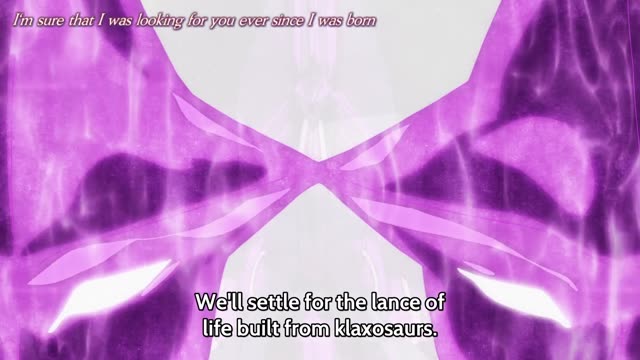 I'm sure that I was looking for you ever since I was born
We'll settle for the lance of
life built from klaxosaurs.